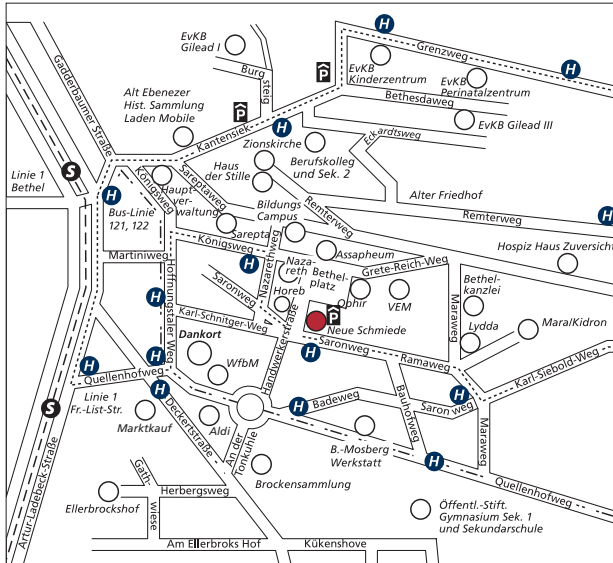 EvKB
Gilead I
Grenzweg
Gadderbaumer Straße
Burg
steig
EvKB
Kinderzentrum
EvKB
Perinatalzentrum
Bethesdaweg
EvKB Gilead III
Alt Ebenezer
Hist. Sammlung
Laden Mobile
Kantensiek
Zionskirche
Eckardtsweg
Berufskolleg
und Sek. 2
Haus
der Stille
Linie 1
Bethel
Königsweg
Haupt-
ver-
waltung
Sareptaweg
Remterweg
Alter Friedhof
Remterweg
Bus-Linie
121, 122
Bildungs
Campus
Sarepta
Hospiz Haus Zuversicht
Martiniweg
Königsweg
Nazarethweg
Assapheum
Grete-Reich-Weg
Naza-
reth I
Bethel-
platz
Bethel-
kanzlei
Hoffnungstaler Weg
Saronweg
Horeb
Ophir
VEM
Maraweg
Lydda
Mara/Kidron
Karl-Schnitger-Weg
Neue Schmiede
Dankort
Handwerkerstraße
Saronweg
Ramaweg
WfbM
Karl-Siebold-Weg
Quellenhofweg
Linie 1
Fr.-List-Str.
Marktkauf
Deckertstraße
Aldi
Badeweg
Bauhofweg
Saron weg
Maraweg
An der
Tonkuhle
B.-Mosberg
Werkstatt
Artur-Ladebeck-Straße
Gath-
wiese
Brockensammlung
Quellenhofweg
Herbergsweg
Ellerbrockshof
Öffentl.-Stift.
Gymnasium Sek. 1
und Sekundarschule
Am Ellerbroks Hof
Kükenshove
H
H
H
H
H
H
H
H
H
H
H
H
H
H
S
S
P
P
P